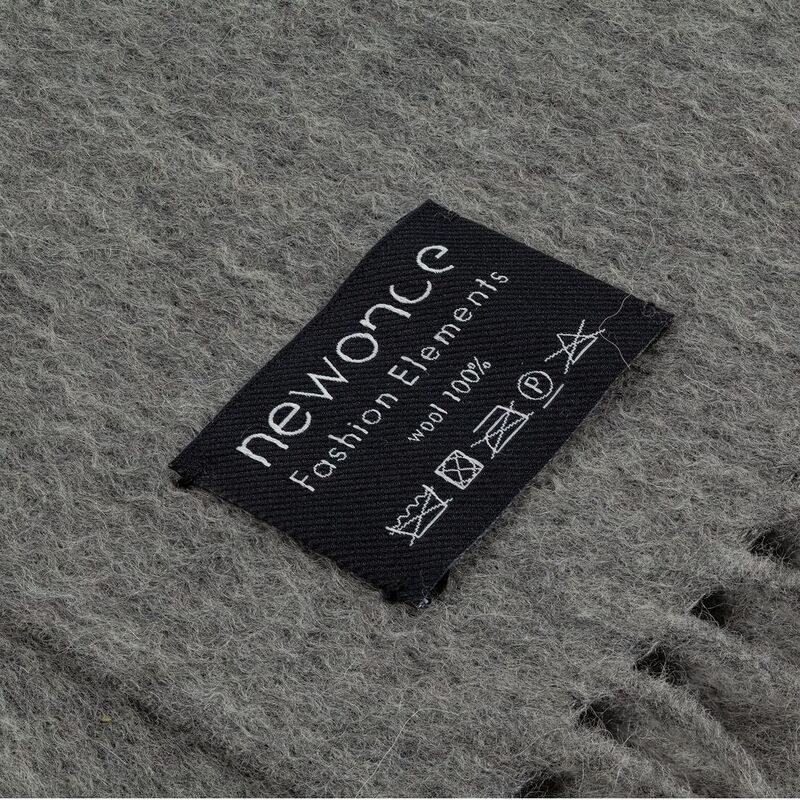 newonce
Fashion Elements
wool 100%
P